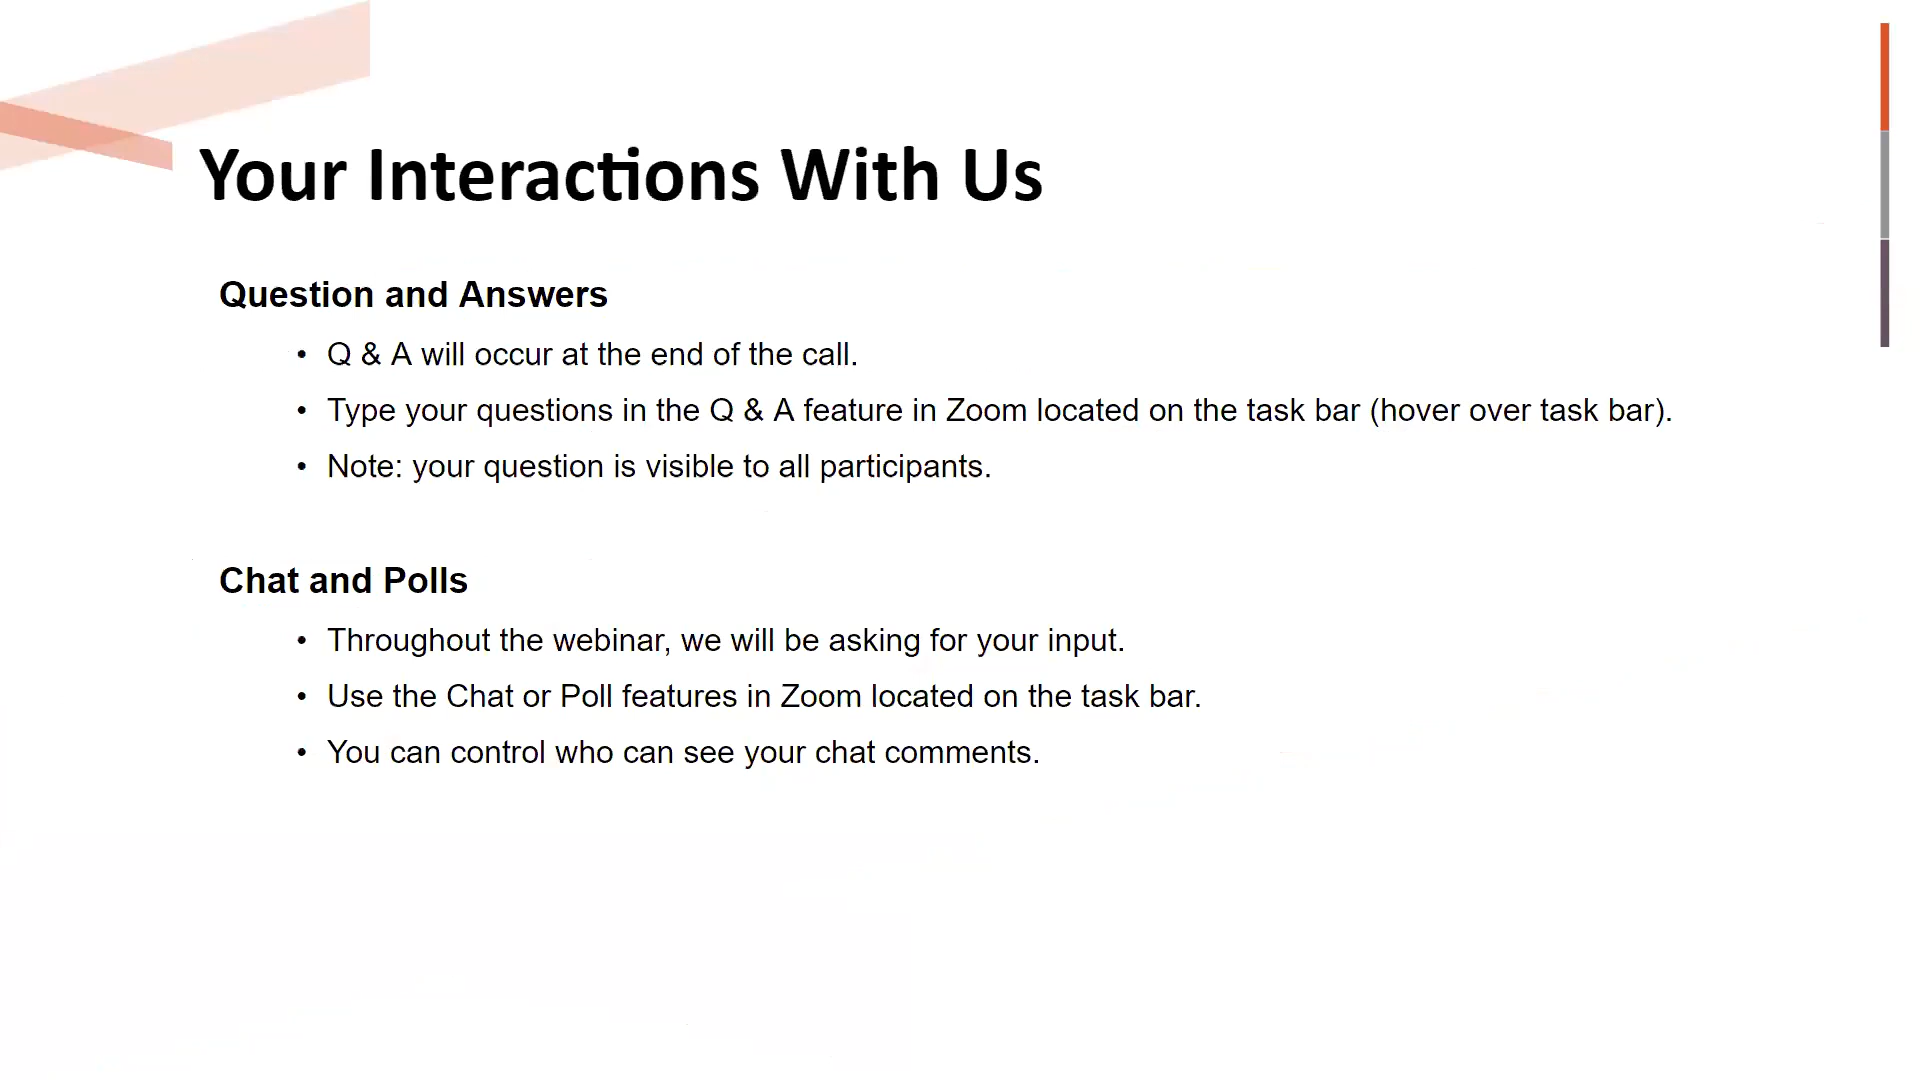 Your Interactions With Us
Question and Answers
• Q & A will occur at the end of the call.
• Type your questions in the Q & A feature in Zoom located on the task bar (hover over task bar).
• Note: your question is visible to all participants.
Chat and Polls
• Throughout the webinar, we will be asking for your input.
• Use the Chat or Poll features in Zoom located on the task bar.
• You can control who can see your chat comments.